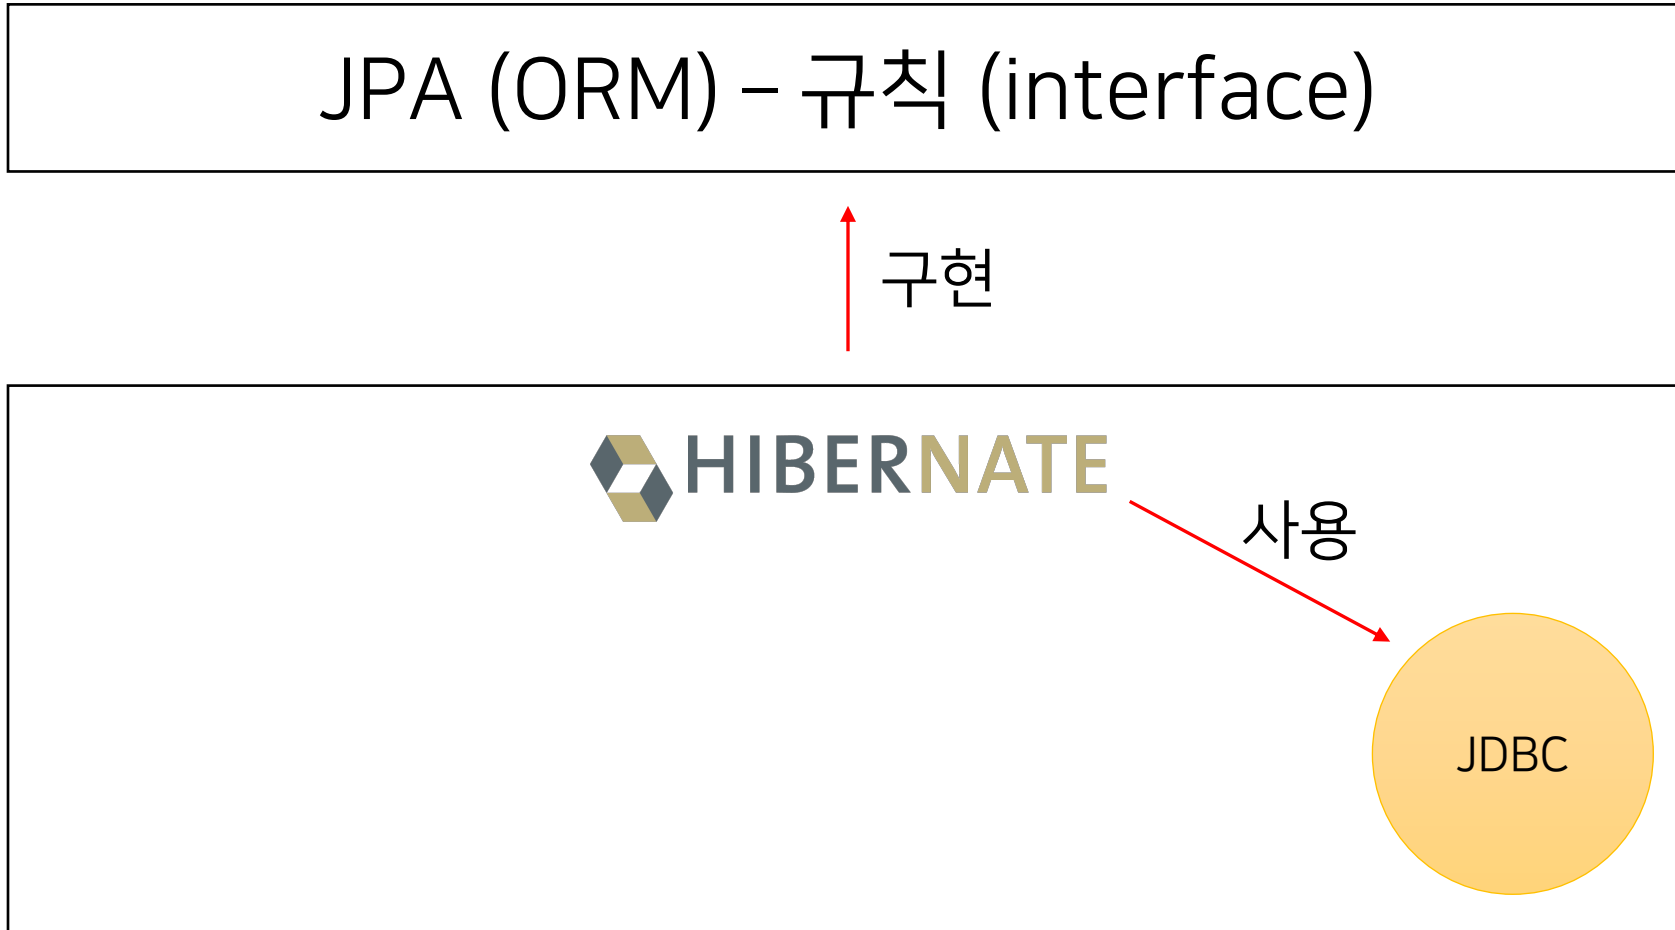 JPA (ORM) – 규칙 (interface)
구현
HIBERNATE
사용
JDBC